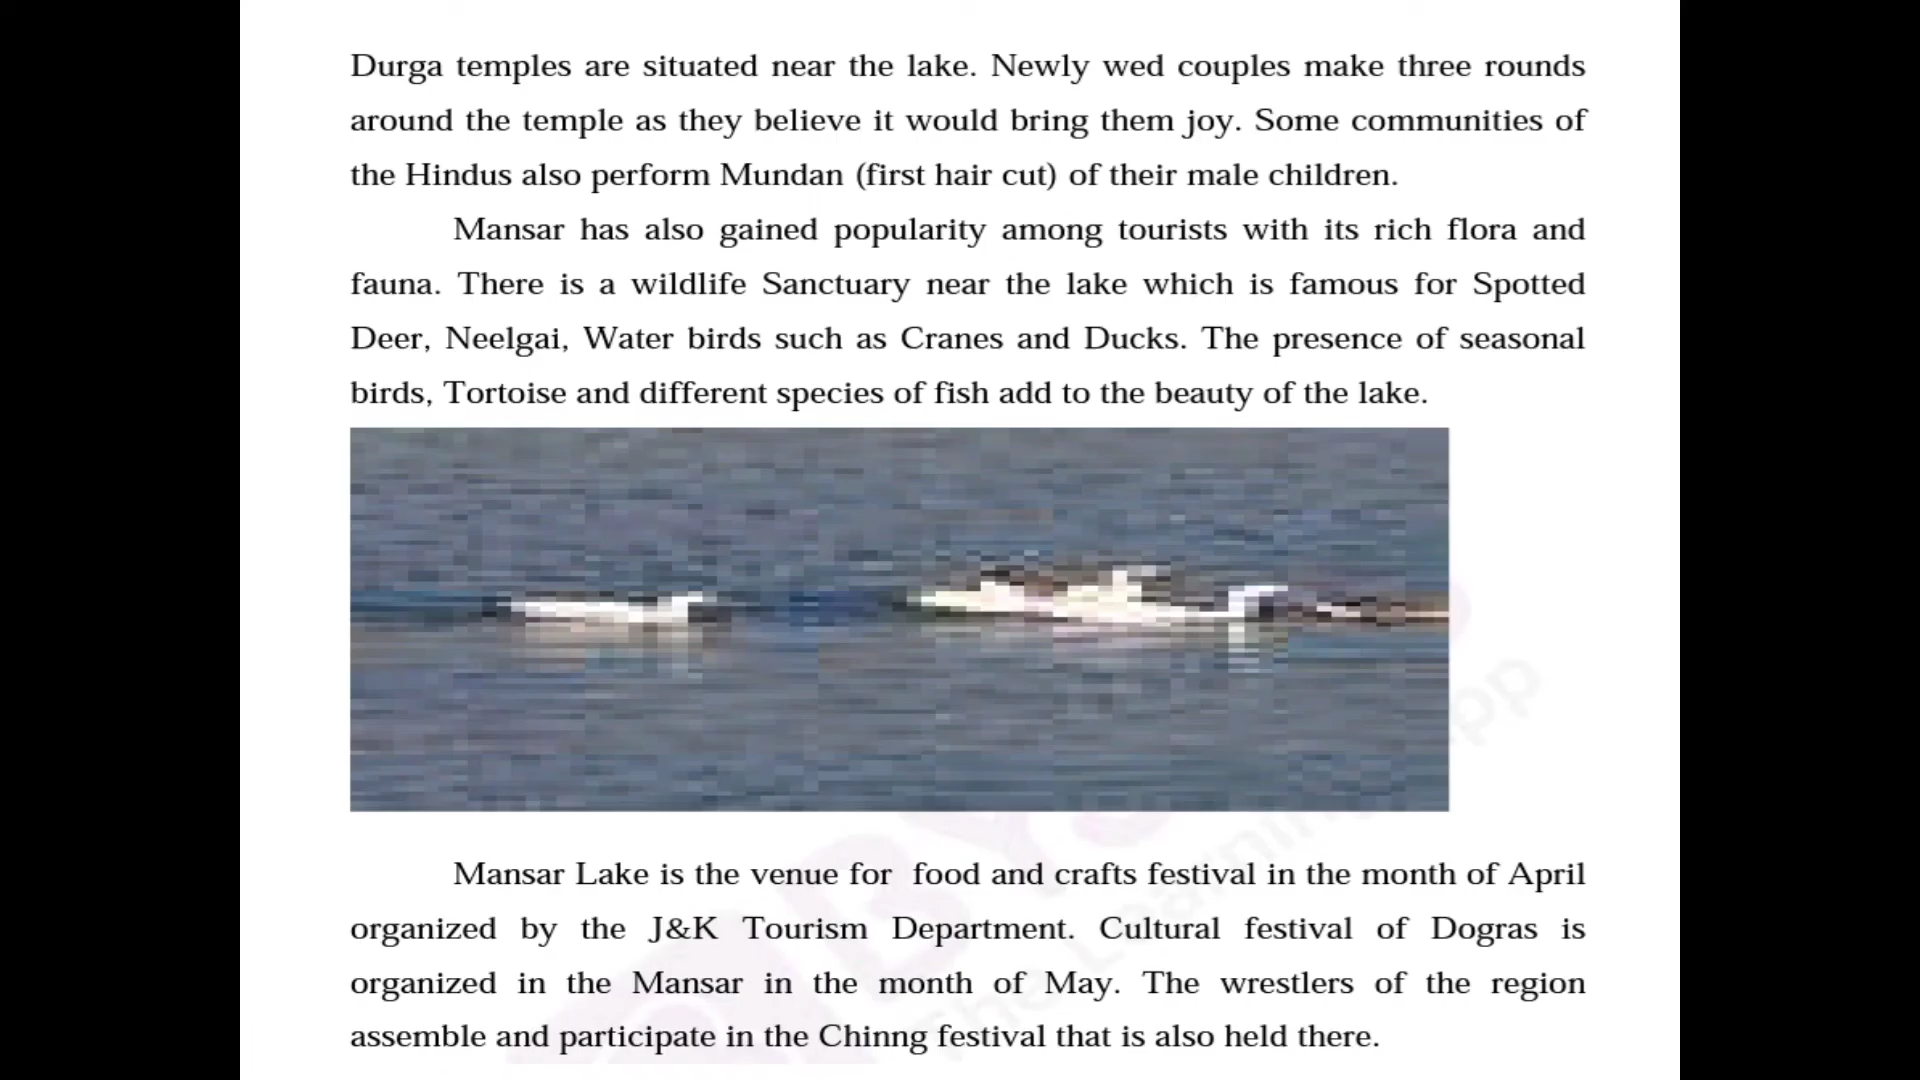 Durga temples are situated near the lake. Newly wed couples make three rounds
around the temple as they believe it would bring them joy. Some communities of
the Hindus also perform Mundan (first hair cut) of their male children.
Mansar has also gained popularity among tourists with its rich flora and
fauna. There is a wildlife Sanctuary near the lake which is famous for Spotted
Deer, Neelgai, Water birds such as Cranes and Ducks. The presence of seasonal
birds, Tortoise and different species of fish add to the beauty of the lake.
Mansar Lake is the venue for food and crafts festival in the month of April
organized by the J&K Tourism Department. Cultural festival of Dogras is
organized in the Mansar in the month of May. The wrestlers of the region
assemble and participate in the Chinng festival that is also held there.
The Learning App